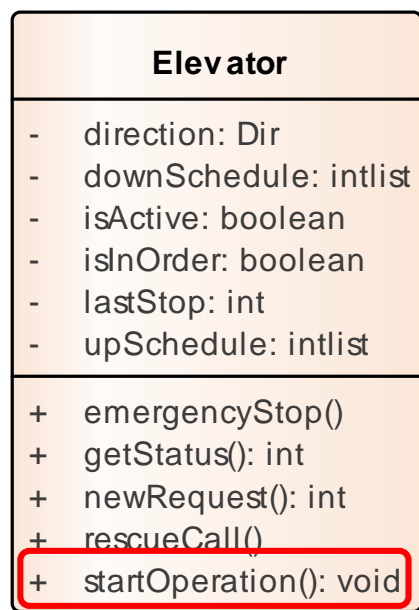 Elevator
- direction: Dir
- downSchedule: intlist
- isActive: boolean
- isInOrder: boolean
- lastStop: int
- upSchedule: intlist
+ emergencyStop()
+ getStatus(): int
+ newRequest(): int
+ rescueCall()
+ startOperation(): void